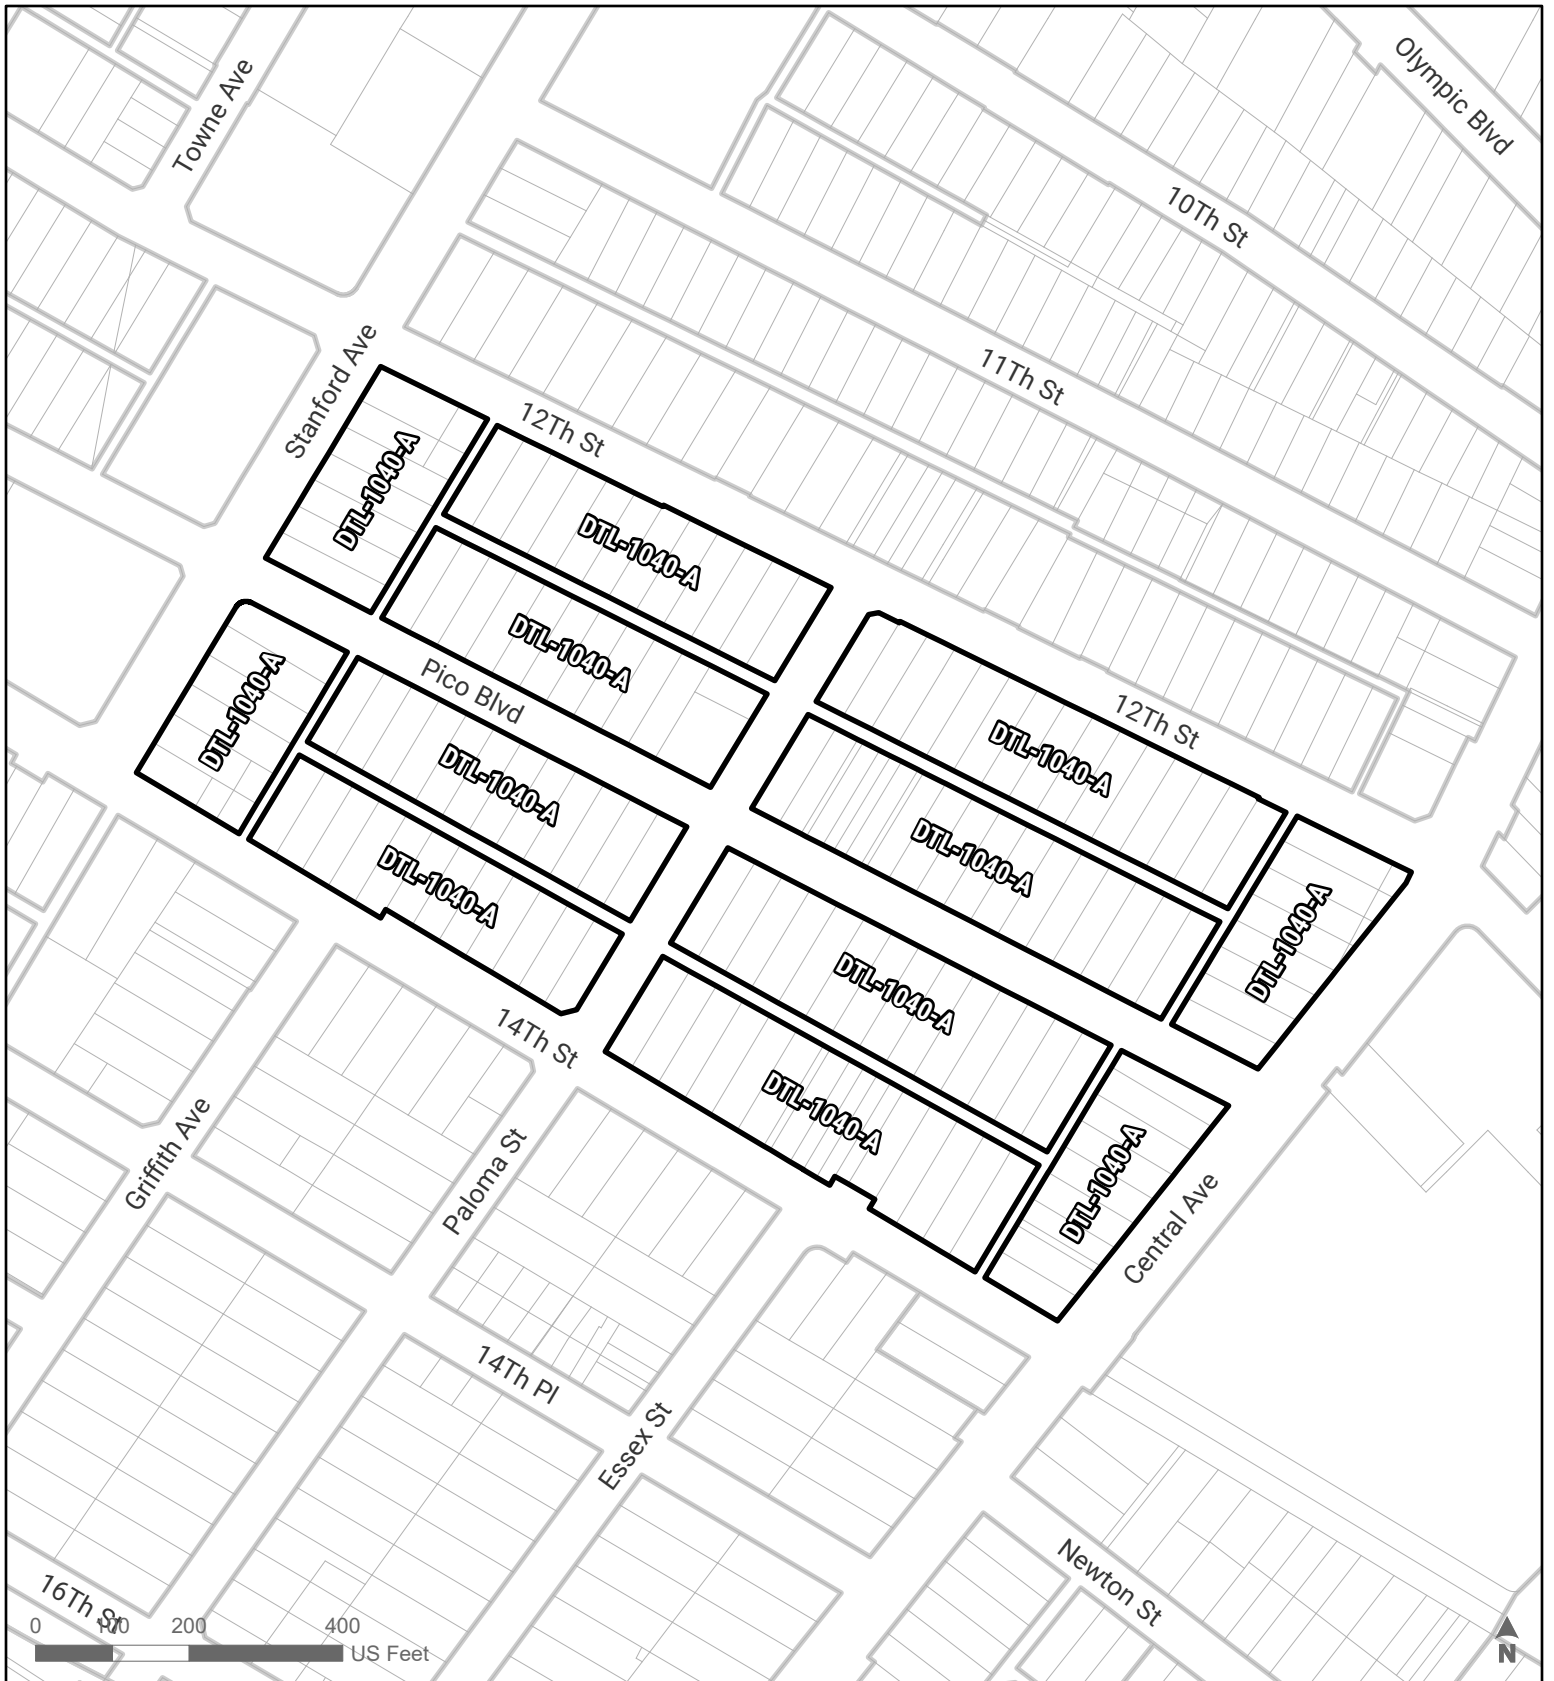 Olympic Blvd
Towne Ave
10Th St
11Th St
Stanford Ave
12Th St
DTL-1040-A
DTL-1040-A
DTL-1040-A
DTL-1040-A
Pico Blvd
12Th St
DTL-1040-A
DTL-1040-A
DTL-1040-A
DTL-1040-A
DTL-1040-A
DTL-1040-A
14Th St
DTL-1040-A
DTL-1040-A
DTL-1040-A
Griffith Ave
Paloma St
Central Ave
14Th Pl
Essex St
Newton St
16Th St
0 100 200 400
US Feet
N